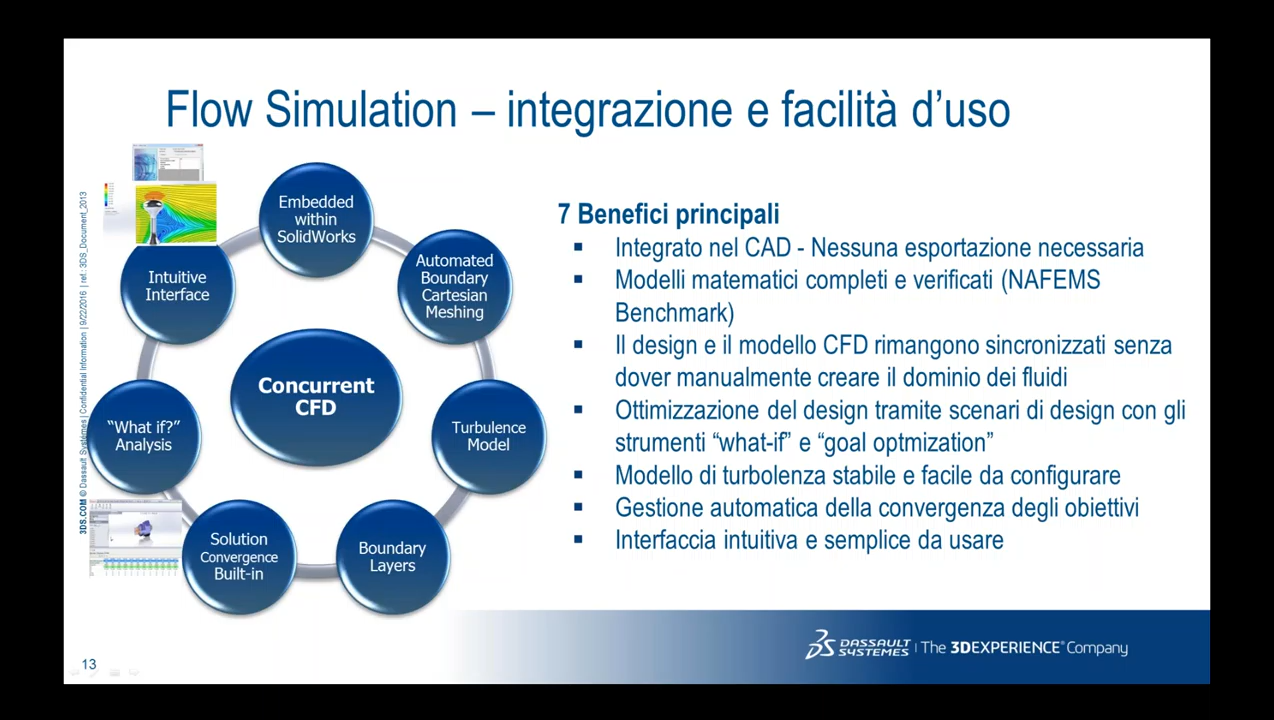 Flow Simulation – integrazione e facilità d’uso
Embedded
within
SolidWorks
Automated
Boundary
Cartesian
Meshing
Turbulence
Model
Boundary
Layers
Solution
Convergence
Built-in
“What if?”
Analysis
Intuitive
Interface
Concurrent
CFD
7 Benefici principali
▪ Integrato nel CAD - Nessuna esportazione necessaria
▪ Modelli matematici completi e verificati (NAFEMS
Benchmark)
▪ Il design e il modello CFD rimangono sincronizzati senza
dover manualmente creare il dominio dei fluidi
▪ Ottimizzazione del design tramite scenari di design con gli
strumenti “what-if” e “goal optmization”
▪ Modello di turbolenza stabile e facile da configurare
▪ Gestione automatica della convergenza degli obiettivi
▪ Interfaccia intuitiva e semplice da usare
3DS.COM © Dassault Systèmes | Confidential Information | 9/22/2016 | ref.: 3DS_Document_2013
13
DASSAULT
SYSTEMES | The 3DEXPERIENCE® Company